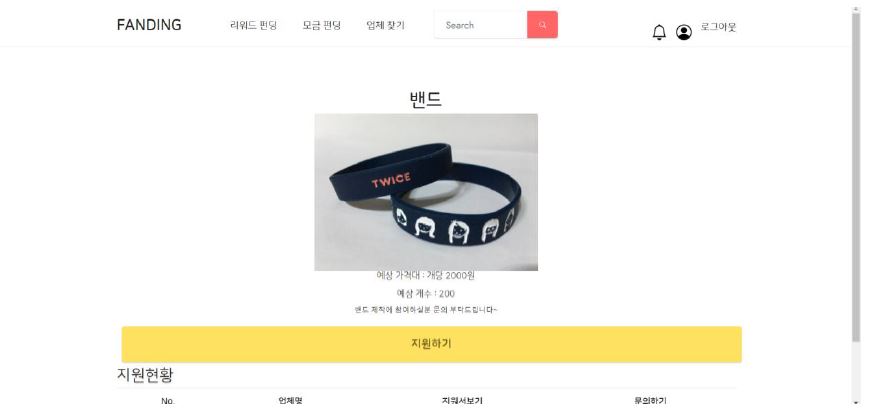 FANDING 리워드 펀딩 모금 펀딩 업체 찾기 Search 로그아웃
밴드
TWICE
예상 가격대 : 개당 2000원
예상 개수 : 200
밴드 제작에 참여하실분 문의 부탁드립니다~
지원하기
지원현황
No. 업체명 지원서보기 문의하기